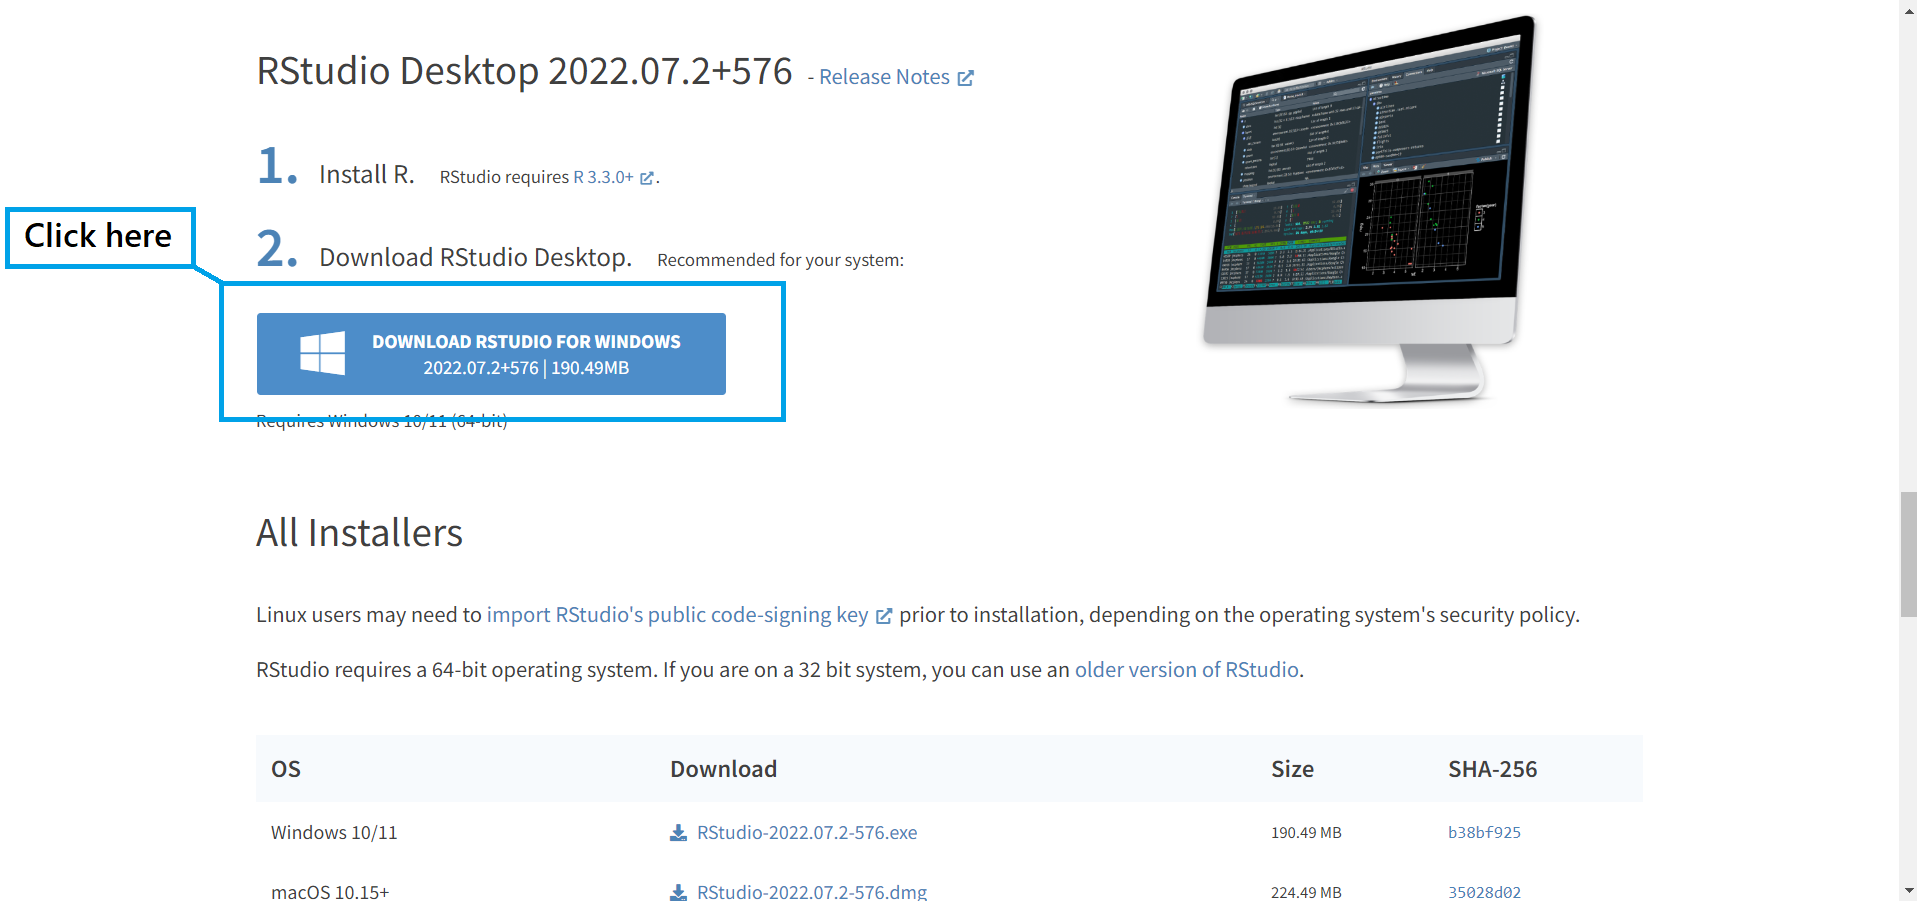 RStudio Desktop 2022.07.2+576 - Release Notes
1. Install R. RStudio requires R 3.3.0+.
Click here
2. Download RStudio Desktop. Recommended for your system:
DOWNLOAD RSTUDIO FOR WINDOWS
2022.07.2+576 | 190.49MB
Requires Windows 10/11 (64-bit)
All Installers
Linux users may need to import RStudio's public code-signing key prior to installation, depending on the operating system's security policy.
RStudio requires a 64-bit operating system. If you are on a 32 bit system, you can use an older version of RStudio.
OS Download Size SHA-256
Windows 10/11 RStudio-2022.07.2-576.exe 190.49 MB b38bf925
macOS 10.15+ RStudio-2022.07.2-576.dmg 224.49 MB 35028d02